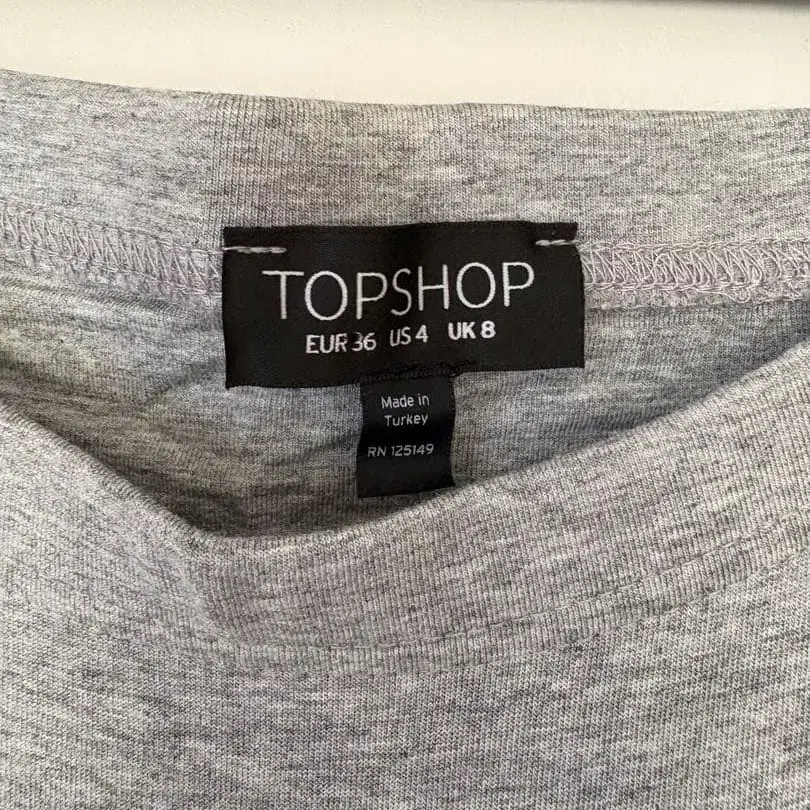 TOPSHOP
EUR 36 US 4 UK 8
Made in
Turkey
RN 125149